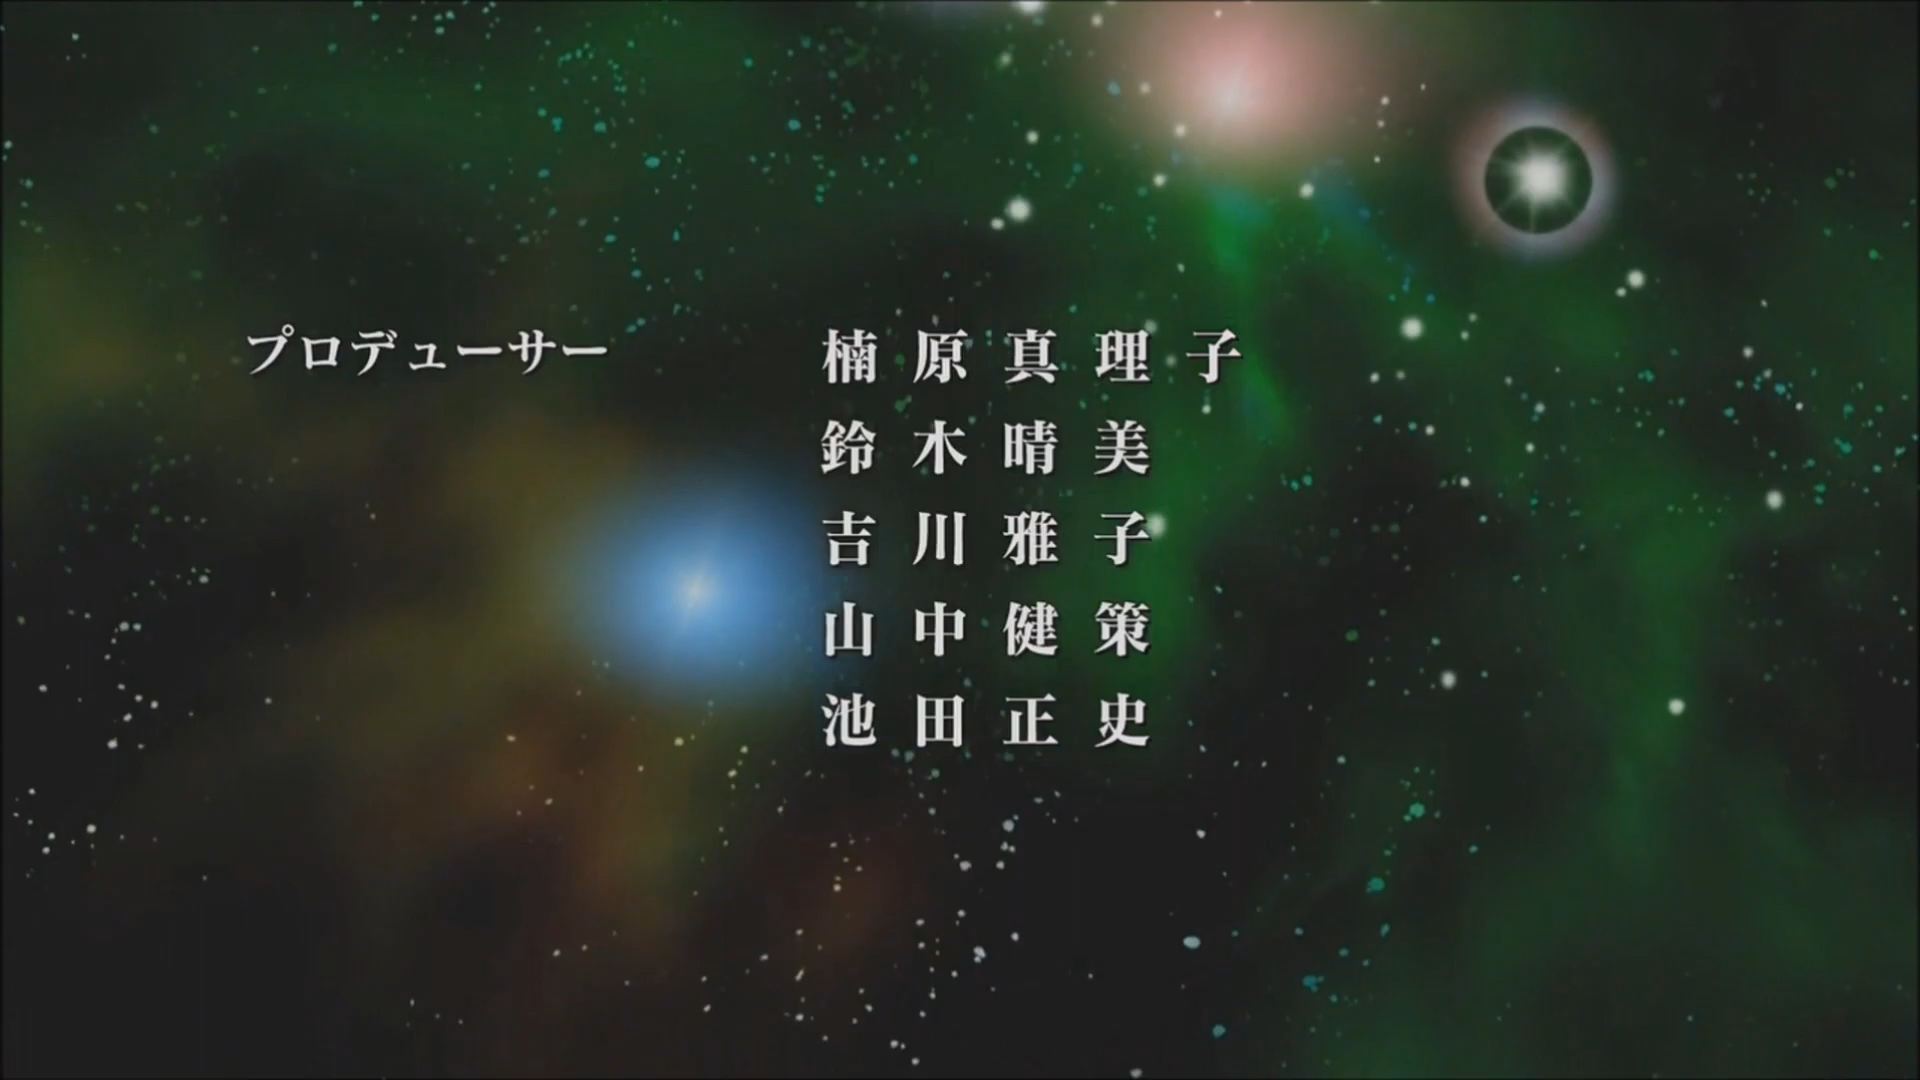 プロデューサー 楠原真理子
鈴木晴美
吉川雅子
山中健策
池田正史